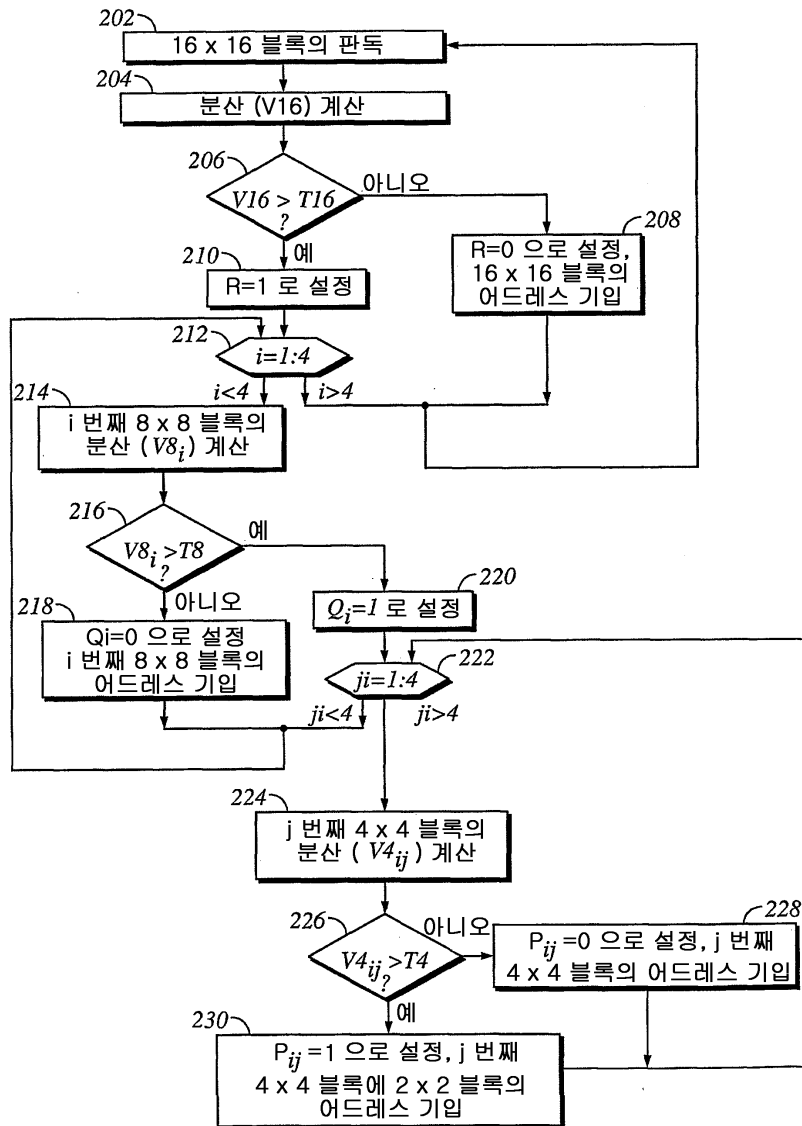 202
16 x 16 블록의 판독
204
분산 (V16) 계산
206
V16 > T16
?
아니오
예
208
R=0 으로 설정,
16 x 16 블록의
어드레스 기입
210
R=1 로 설정
212
i=1:4
i<4
i>4
214
i 번째 8 x 8 블록의
분산 (V8i) 계산
216
V8i>T8
?
예
아니오
218
Qi=0 으로 설정
i 번째 8 x 8 블록의
어드레스 기입
220
Qi=1 로 설정
222
ji=1:4
ji<4
ji>4
224
j 번째 4 x 4 블록의
분산 ( V4ij ) 계산
226
V4ij>T4
?
아니오
예
228
Pij =0 으로 설정, j 번째
4 x 4 블록의 어드레스 기입
230
Pij =1 으로 설정, j 번째
4 x 4 블록에 2 x 2 블록의
어드레스 기입